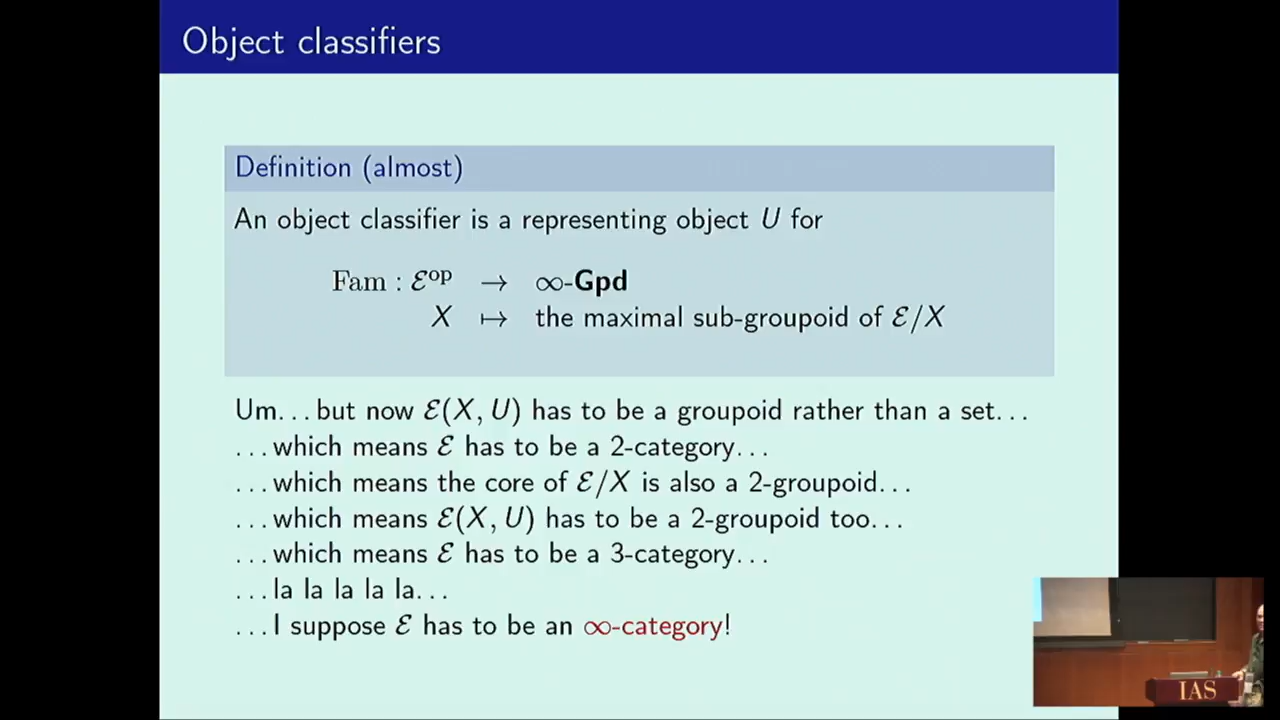 Object classifiers
Definition (almost)
An object classifier is a representing object U for
Fam : ℰ^op → ∞-Gpd
X ↦ the maximal sub-groupoid of ℰ/X
Um...but now ℰ(X, U) has to be a groupoid rather than a set...
...which means ℰ has to be a 2-category...
...which means the core of ℰ/X is also a 2-groupoid...
...which means ℰ(X, U) has to be a 2-groupoid too...
...which means ℰ has to be a 3-category...
...la la la la la...
...I suppose ℰ has to be an ∞-category!
IAS